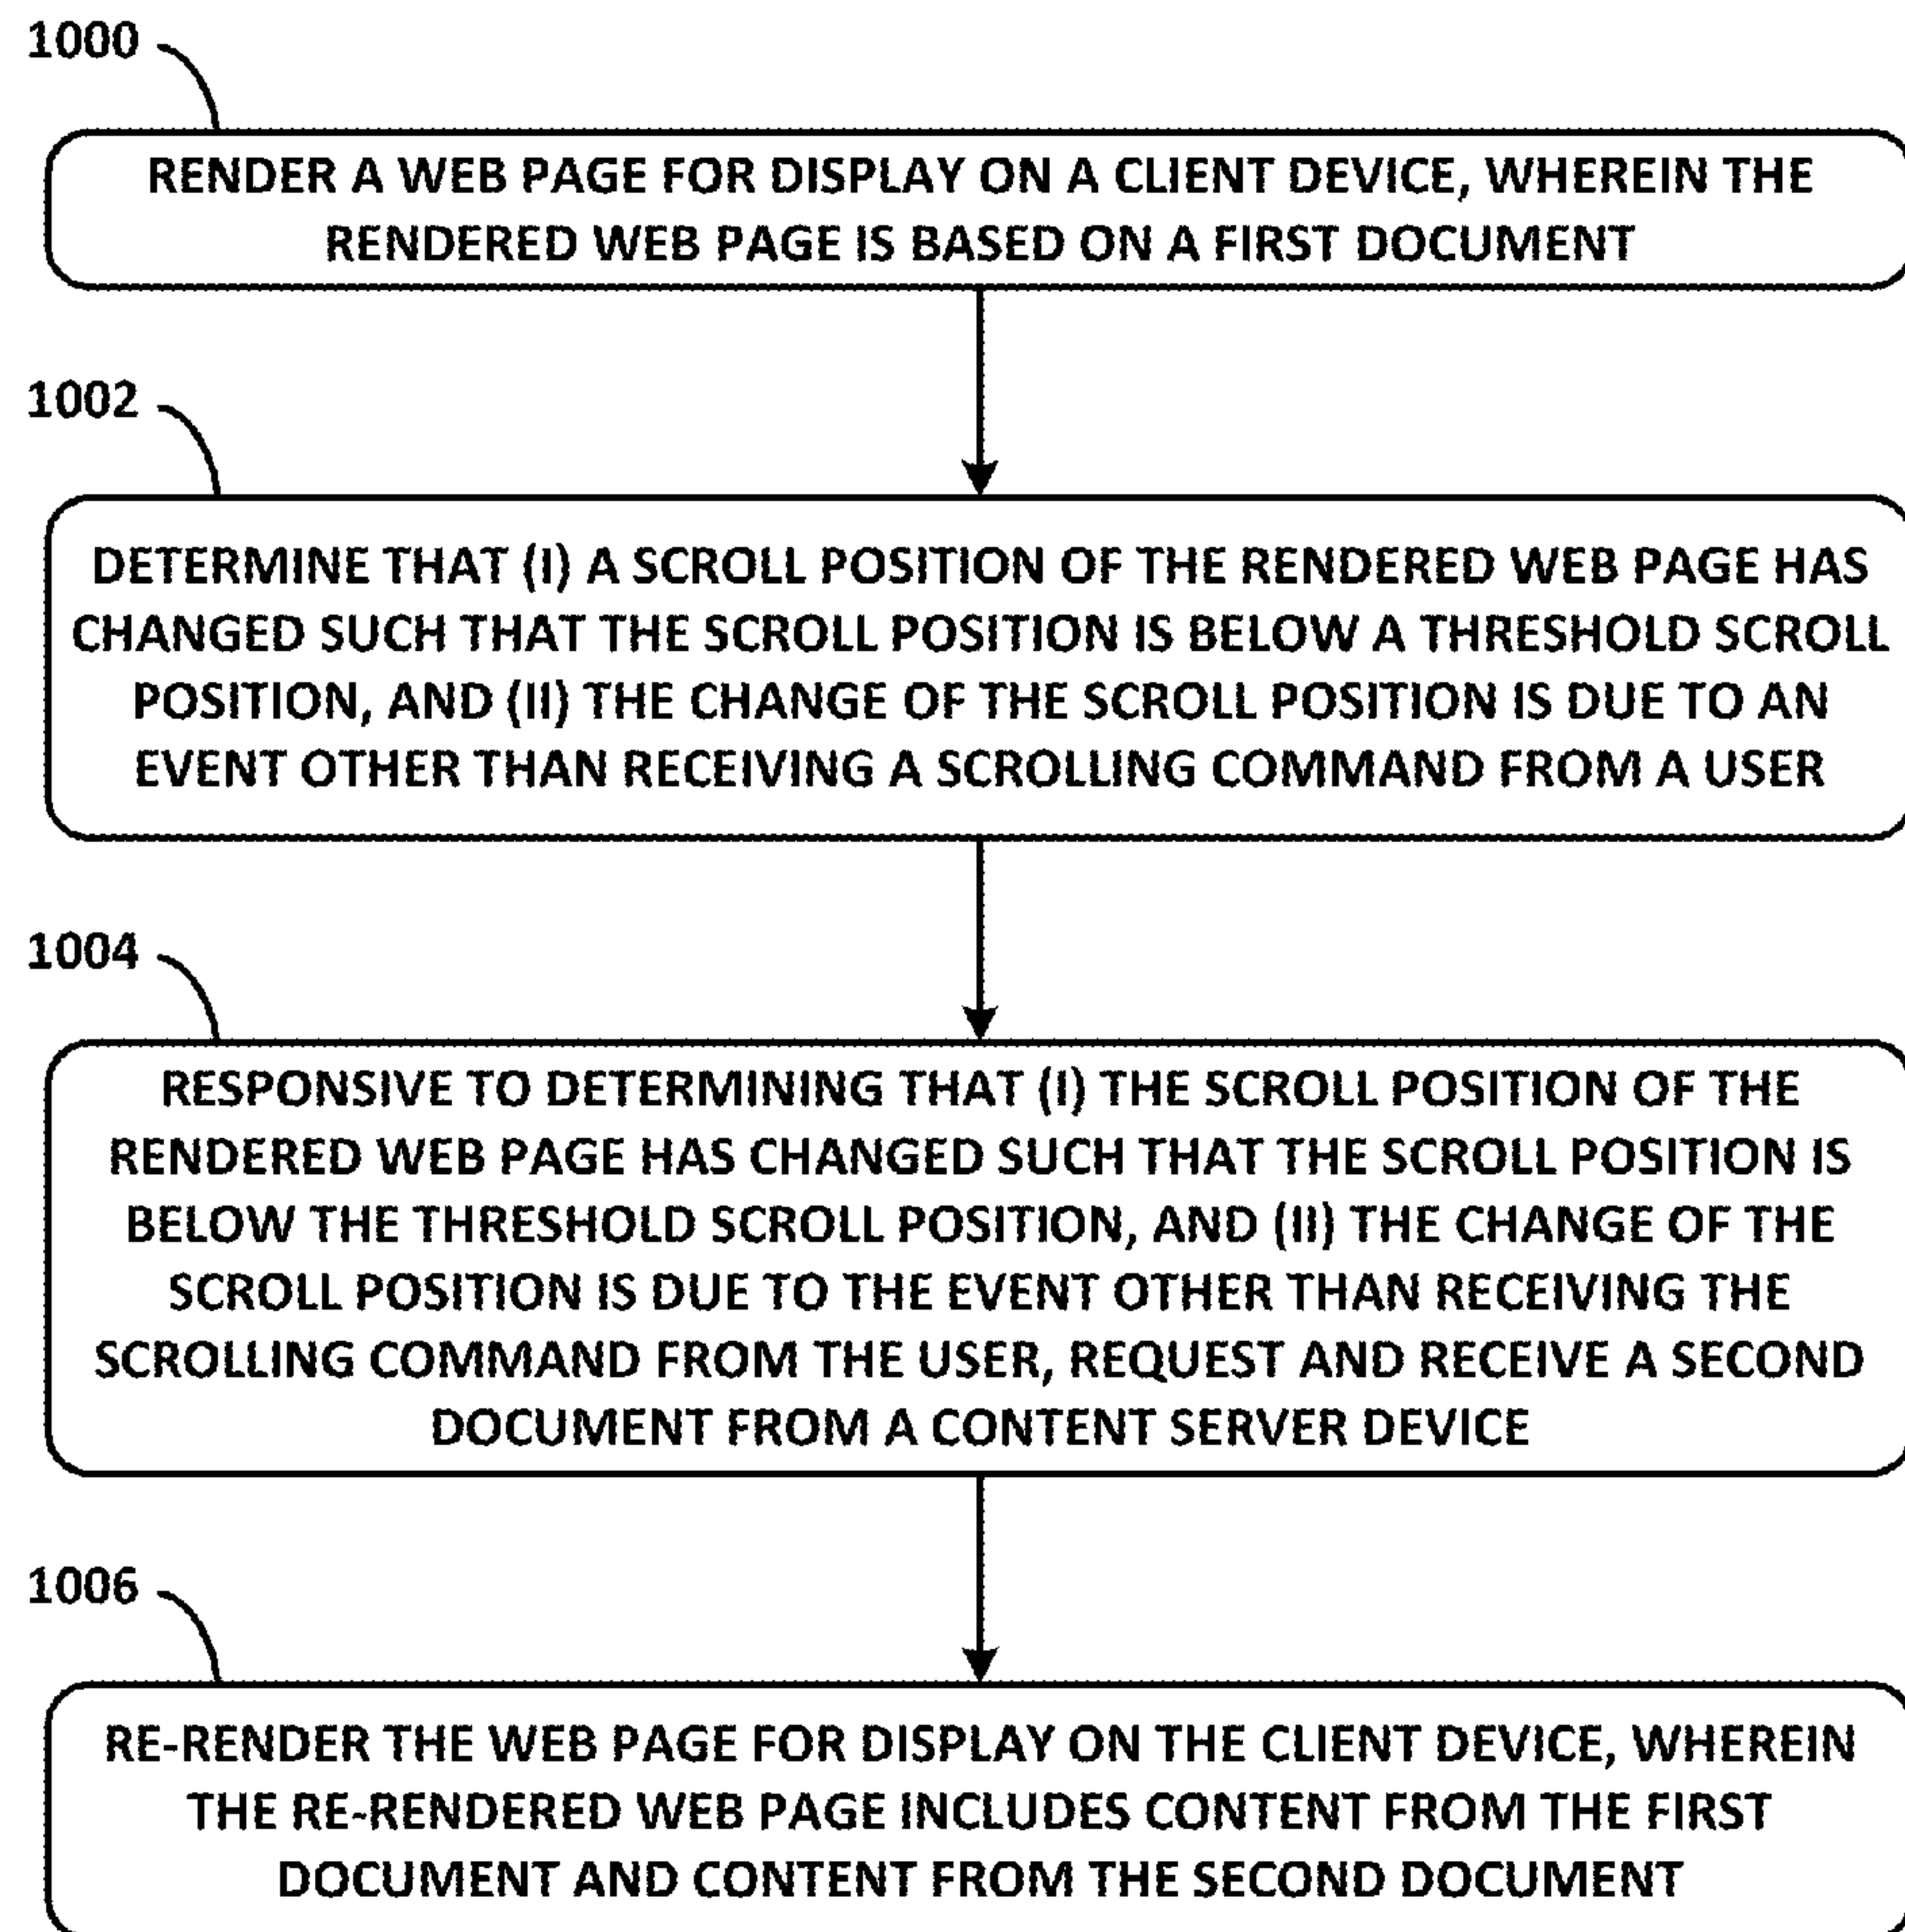 1000
RENDER A WEB PAGE FOR DISPLAY ON A CLIENT DEVICE, WHEREIN THE
RENDERED WEB PAGE IS BASED ON A FIRST DOCUMENT
1002
DETERMINE THAT (I) A SCROLL POSITION OF THE RENDERED WEB PAGE HAS
CHANGED SUCH THAT THE SCROLL POSITION IS BELOW A THRESHOLD SCROLL
POSITION, AND (II) THE CHANGE OF THE SCROLL POSITION IS DUE TO AN
EVENT OTHER THAN RECEIVING A SCROLLING COMMAND FROM A USER
1004
RESPONSIVE TO DETERMINING THAT (I) THE SCROLL POSITION OF THE
RENDERED WEB PAGE HAS CHANGED SUCH THAT THE SCROLL POSITION IS
BELOW THE THRESHOLD SCROLL POSITION, AND (II) THE CHANGE OF THE
SCROLL POSITION IS DUE TO THE EVENT OTHER THAN RECEIVING THE
SCROLLING COMMAND FROM THE USER, REQUEST AND RECEIVE A SECOND
DOCUMENT FROM A CONTENT SERVER DEVICE
1006
RE-RENDER THE WEB PAGE FOR DISPLAY ON THE CLIENT DEVICE, WHEREIN
THE RE-RENDERED WEB PAGE INCLUDES CONTENT FROM THE FIRST
DOCUMENT AND CONTENT FROM THE SECOND DOCUMENT